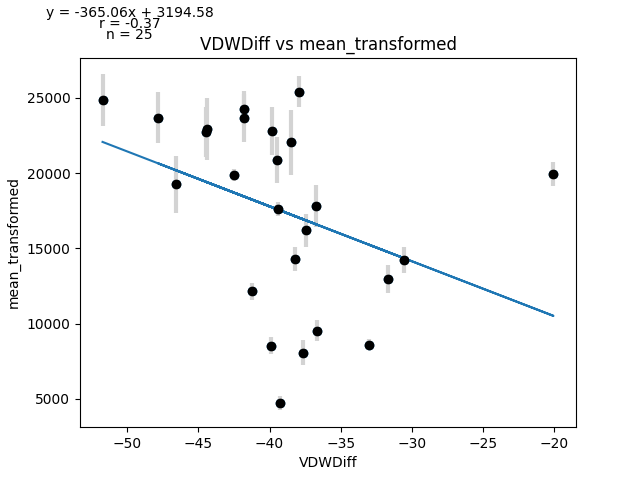 y = -365.06x + 3194.58
r = -0.37
n = 25
VDWDiff vs mean_transformed
25000
20000
15000
10000
5000
mean_transformed
−50
−45
−40
−35
−30
−25
−20
VDWDiff